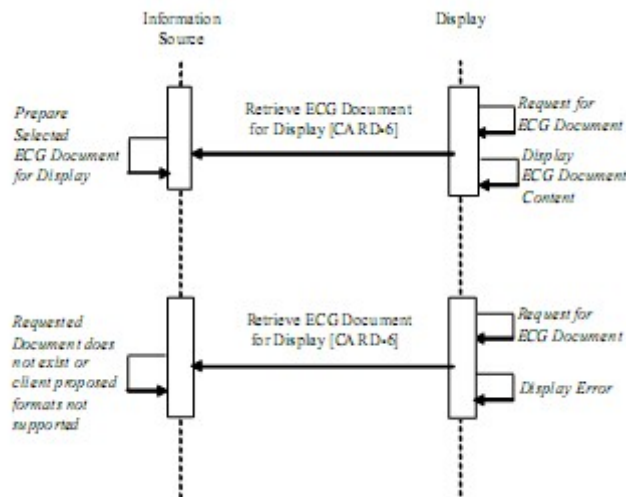 Information
Source
Display
Prepare
Selected
ECG Document
for Display
Retrieve ECG Document
for Display [CARD-6]
Request for
ECG Document
Display
ECG Document
Content
Requested
Document does
not exist or
client proposed
formats not
supported
Retrieve ECG Document
for Display [CARD-6]
Request for
ECG Document
Display Error